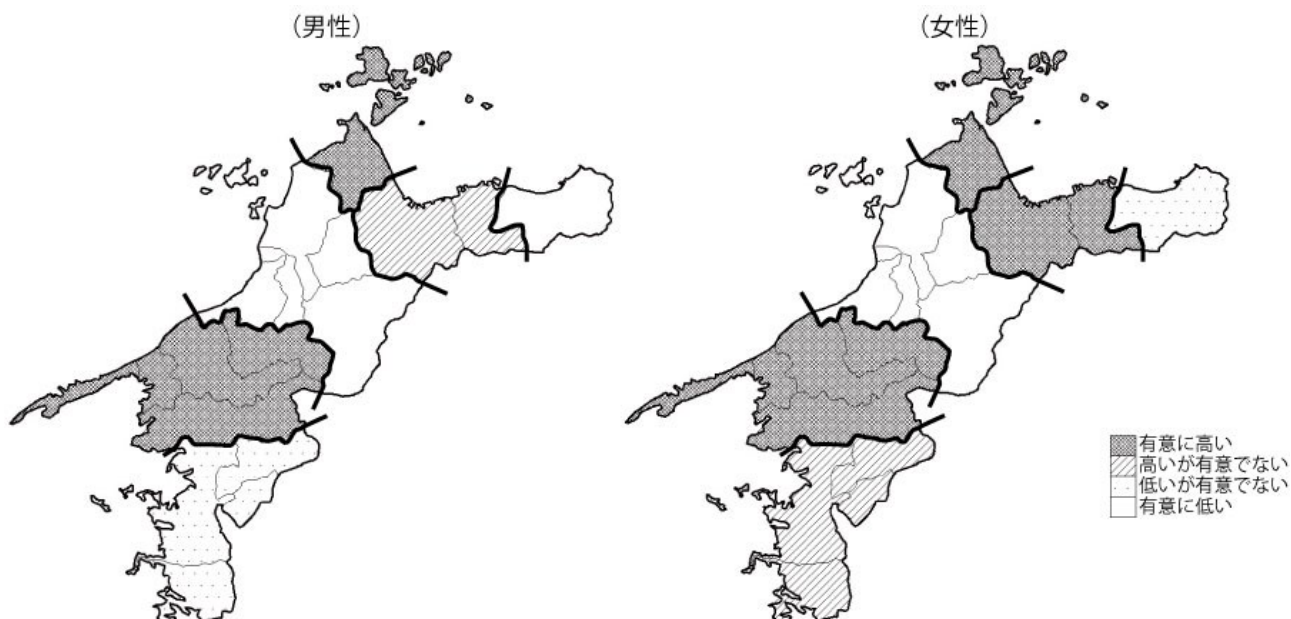 （男性）
（女性）
有意に高い
高いが有意でない
低いが有意でない
有意に低い